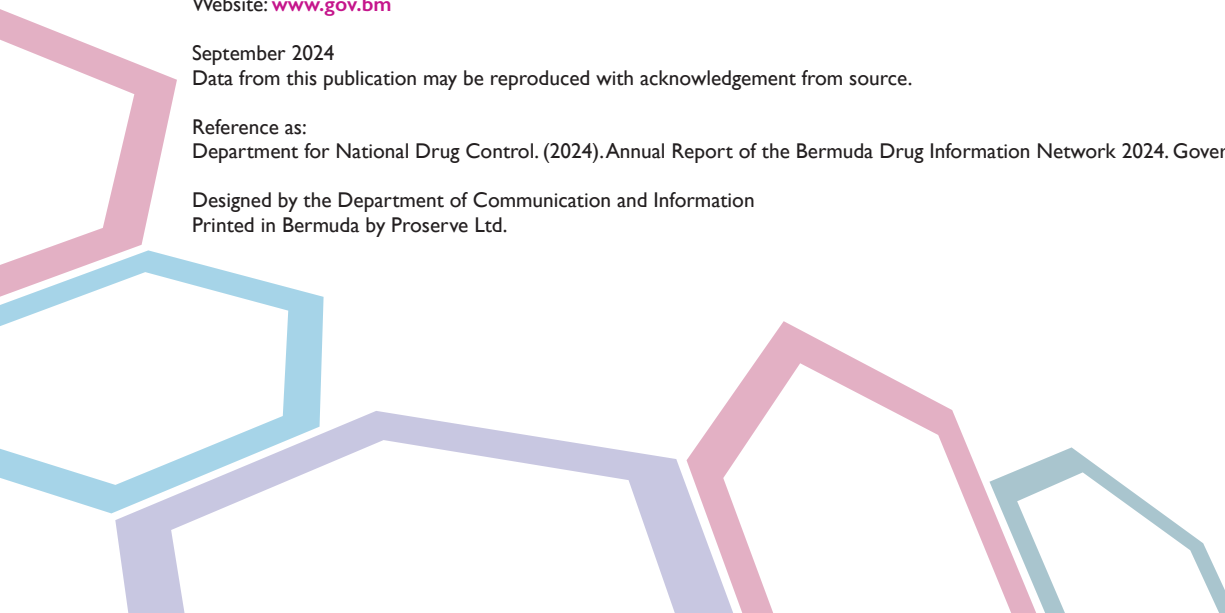 Website: www.gov.bm
September 2024
Data from this publication may be reproduced with acknowledgement from source.
Reference as:
Department for National Drug Control. (2024). Annual Report of the Bermuda Drug Information Network 2024. Gover
Designed by the Department of Communication and Information
Printed in Bermuda by Proserve Ltd.